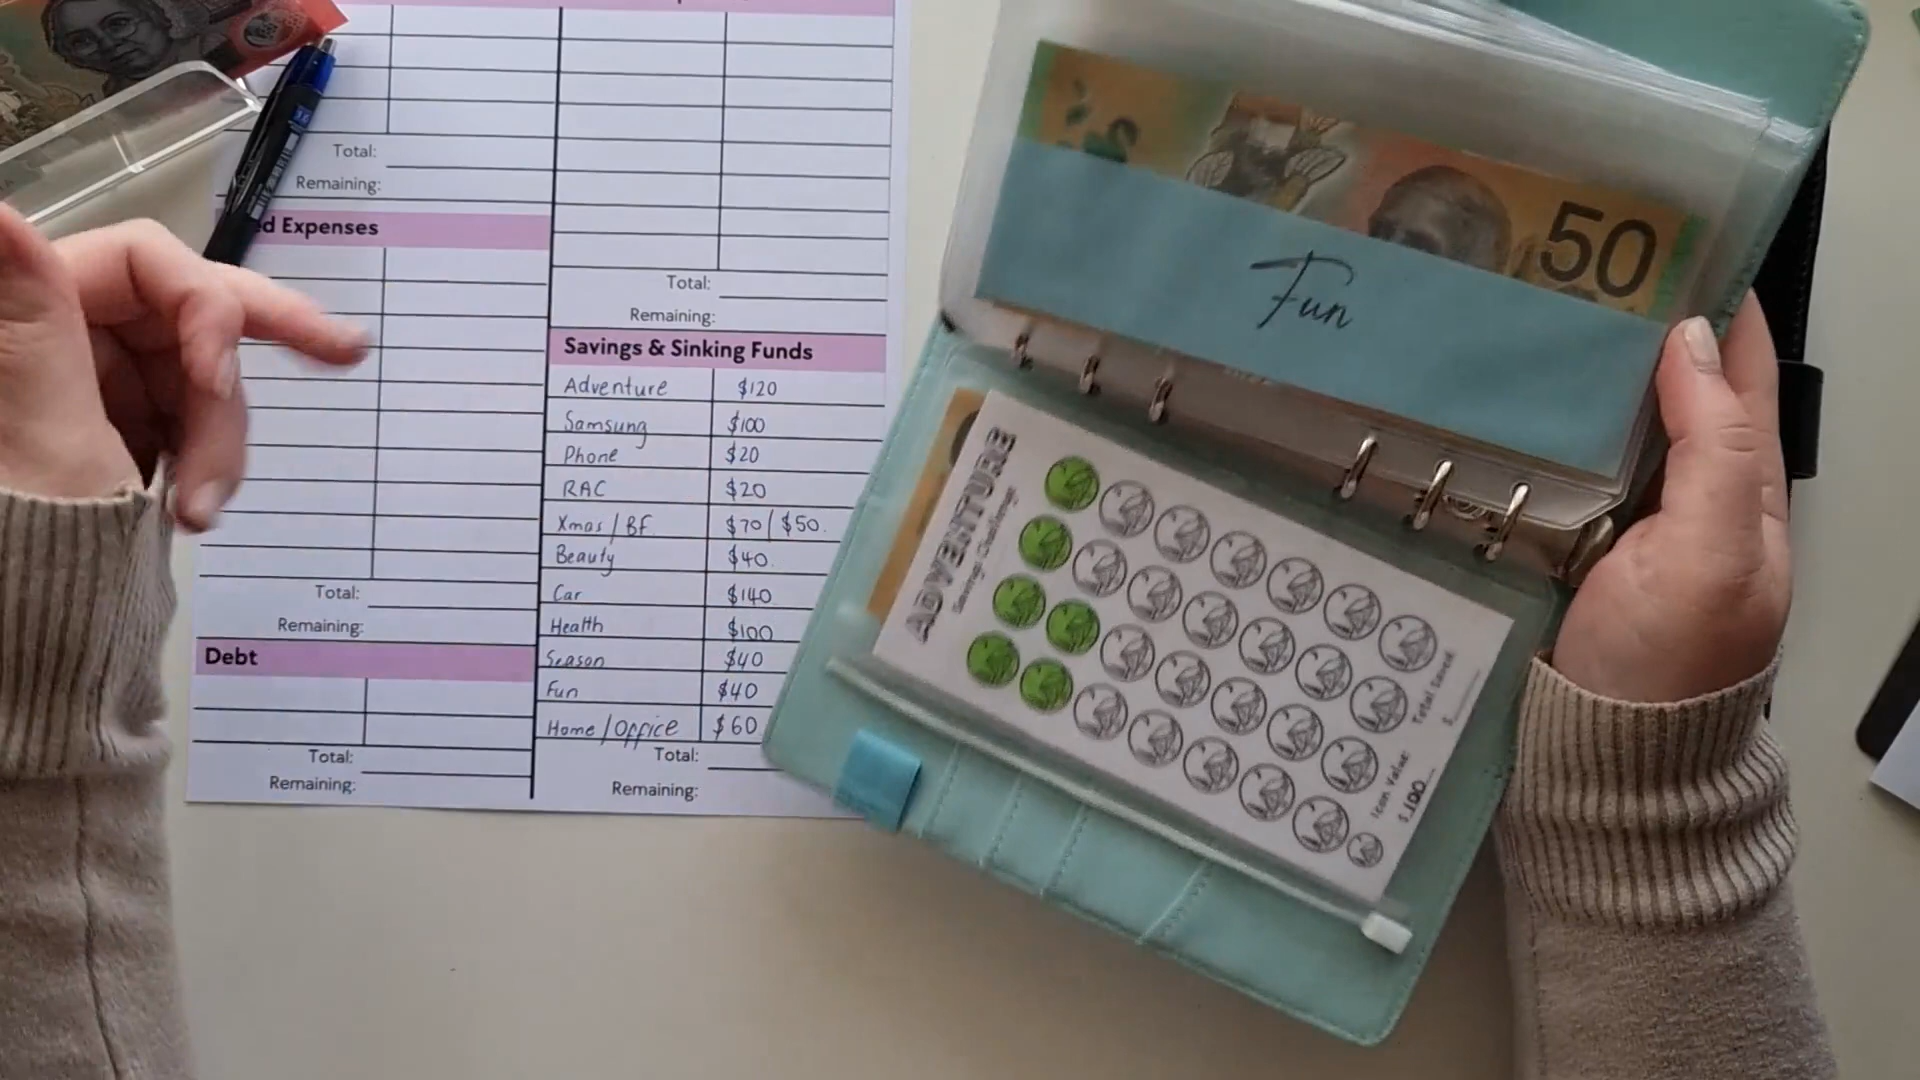 Total:
Remaining:
d Expenses
Total:
Remaining:
Debt
Total:
Remaining:
Total:
Remaining:
Savings & Sinking Funds
Adventure $120
Samsung $100
Phone $20
RAC $20
Xmas / BF $70 / $50.
Beauty $40.
Car $140
Health $100
Season $40
Fun $40
Home / Office $60
Total:
Remaining:
50
Fun
ADVENTURE
Savings Challenge
Total Saved
$
Icon Value:
$ 100